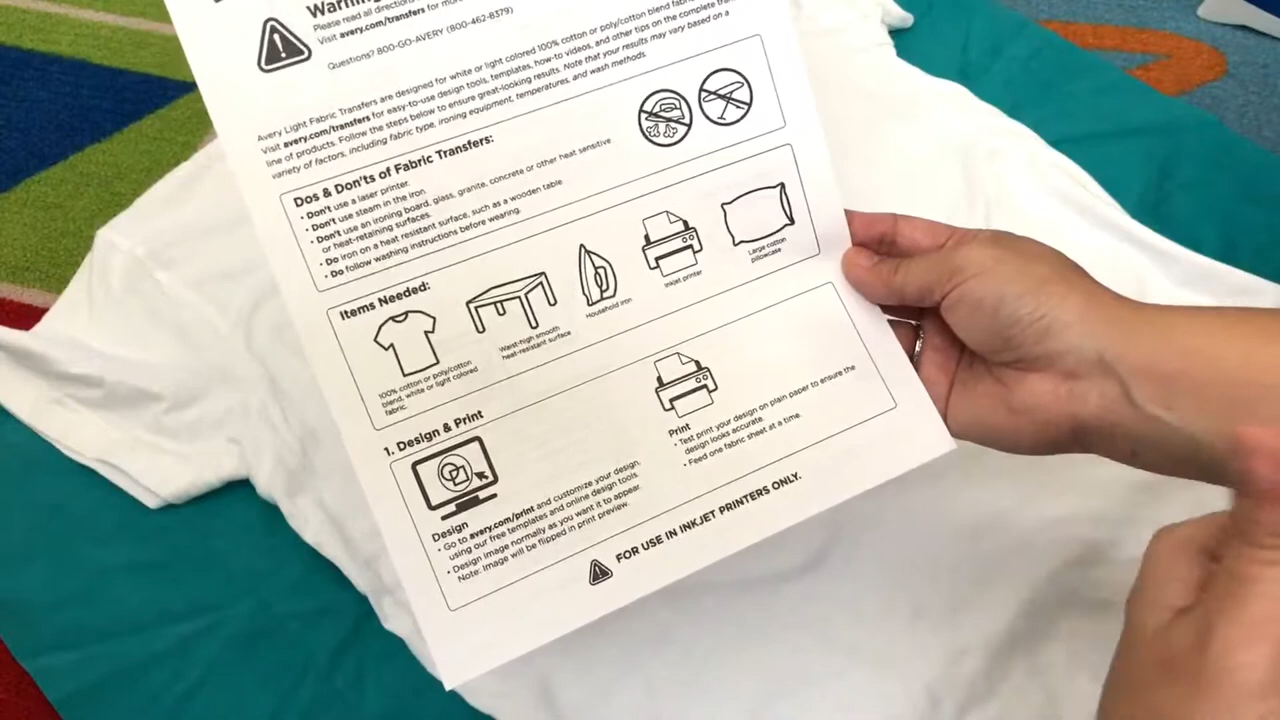 Warning
Please read all directions
Visit avery.com/transfers for more
Questions? 800-GO-AVERY (800-462-8379)
Avery Light Fabric Transfers are designed for white or light colored 100% cotton or poly/cotton blend
Visit avery.com/transfers for easy-to-use design tools, templates, how-to videos, and other tips on the complete
line of products. Follow the steps below to ensure great-looking results. Note that your results may vary based on a
variety of factors, including fabric type, ironing equipment, temperatures, and wash methods.
Dos & Don'ts of Fabric Transfers:
• Don't use a laser printer.
• Don't use steam in the iron.
• Don't use an ironing board, glass, granite, concrete or other heat sensitive
or heat-retaining surfaces.
• Do iron on a heat resistant surface, such as a wooden table.
• Do follow washing instructions before wearing.
Items Needed:
100% cotton or poly/cotton
blend, white or light colored
fabric.
Waist-high smooth
heat-resistant surface
Household iron
Inkjet printer
Large cotton
pillowcase
1. Design & Print
Design
• Go to avery.com/print and customize your design,
using our free templates and online design tools.
• Design image normally as you want it to appear.
Note: Image will be flipped in print preview.
Print
• Test print your design on plain paper to ensure the
design looks accurate.
• Feed one fabric sheet at a time.
FOR USE IN INKJET PRINTERS ONLY.